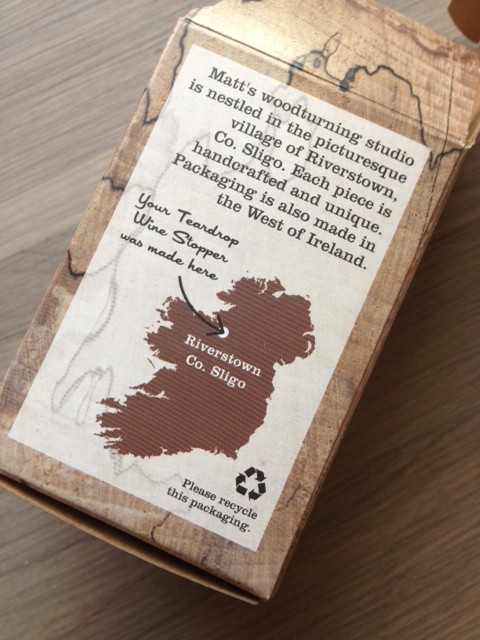 Matt's woodturning studio
is nestled in the picturesque
village of Riverstown,
Co. Sligo. Each piece is
handcrafted and unique.
Packaging is also made in
the West of Ireland.
Your Teardrop
Wine Stopper
was made here
Riverstown
Co. Sligo
Please recycle
this packaging.